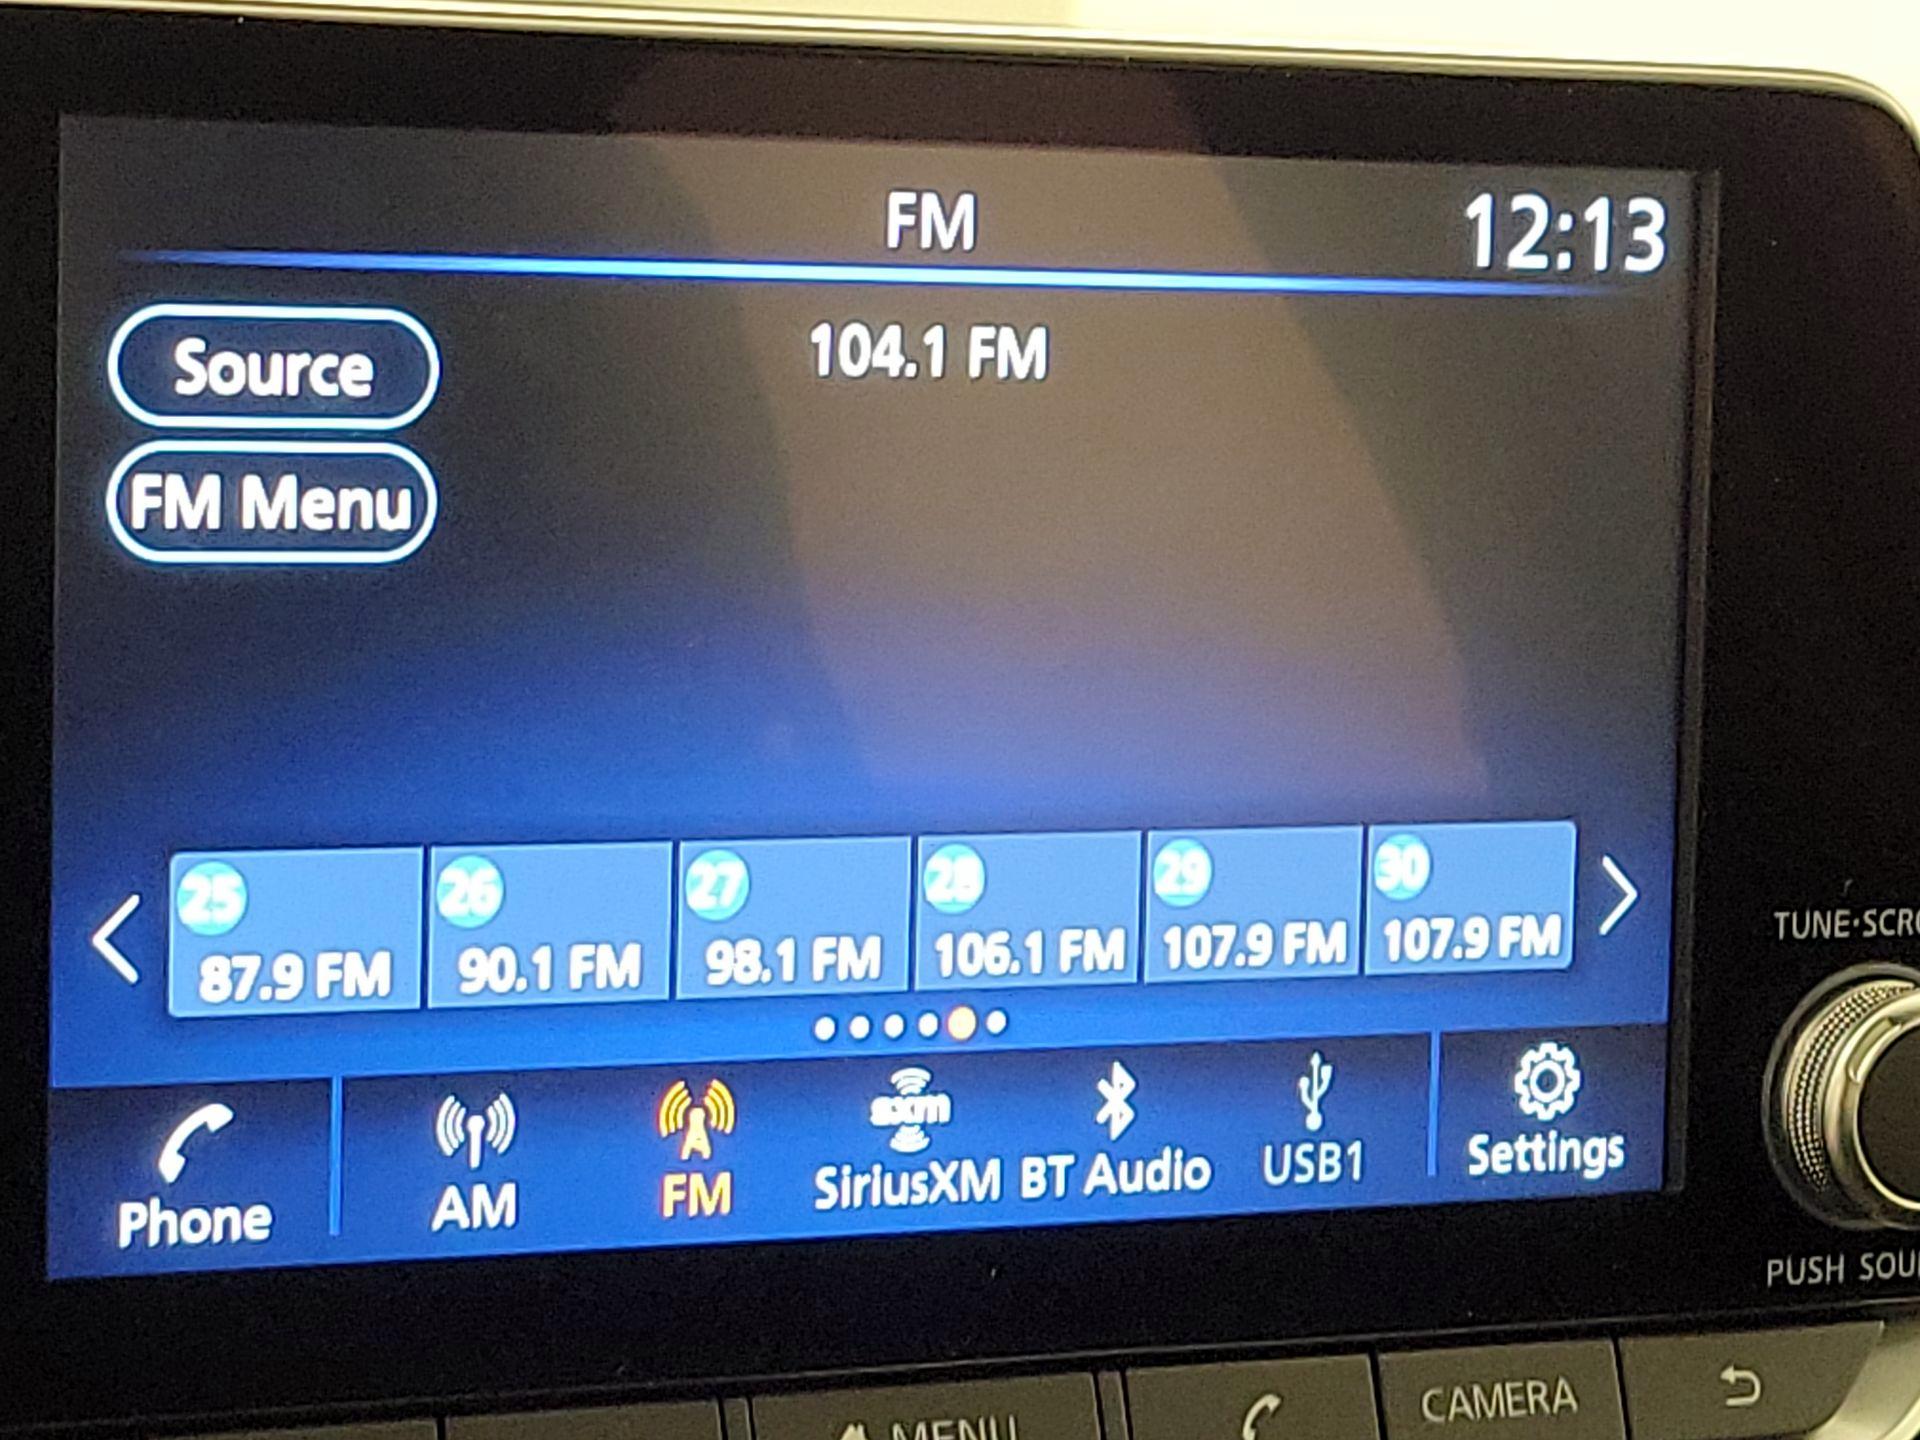 FM
12:13
Source
104.1 FM
FM Menu
25
87.9 FM
26
90.1 FM
27
98.1 FM
28
106.1 FM
29
107.9 FM
30
107.9 FM
TUNE·SCR
Phone
AM
A
FM
sxm
SiriusXM
BT Audio
USB1
Settings
PUSH SOU
MENU
CAMERA